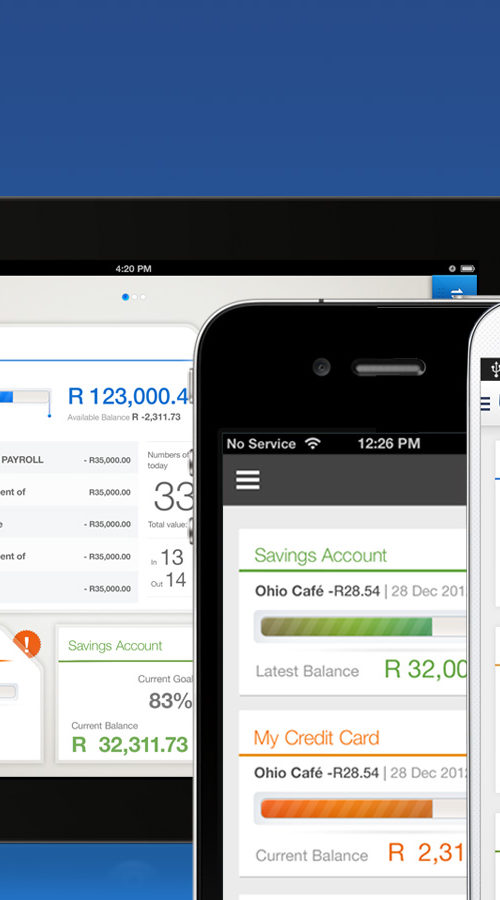 4:20 PM
R 123,000.4
Available Balance R -2,311.73
PAYROLL - R35,000.00
ent of R35,000.00
e - R35,000.00
ent of - R35,000.00
- R35,000.00
Numbers of
today
33
Total value:
In 13
Out 14
Savings Account
Current Goal
83%
Current Balance
R 32,311.73
No Service 12:26 PM
Savings Account
Ohio Café -R28.54 | 28 Dec 201
Latest Balance R 32,00
My Credit Card
Ohio Café -R28.54 | 28 Dec 201
Current Balance R 2,31